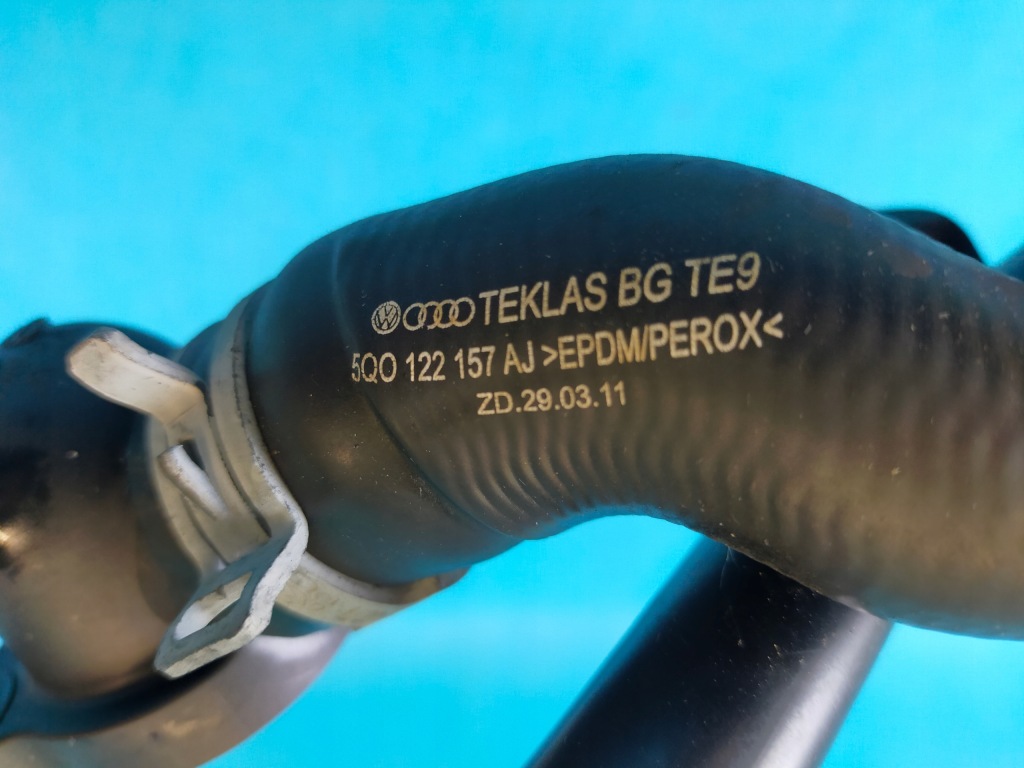 TEKLAS BG TE9
5Q0 122 157 AJ >EPDM/PEROX<
ZD.29.03.11